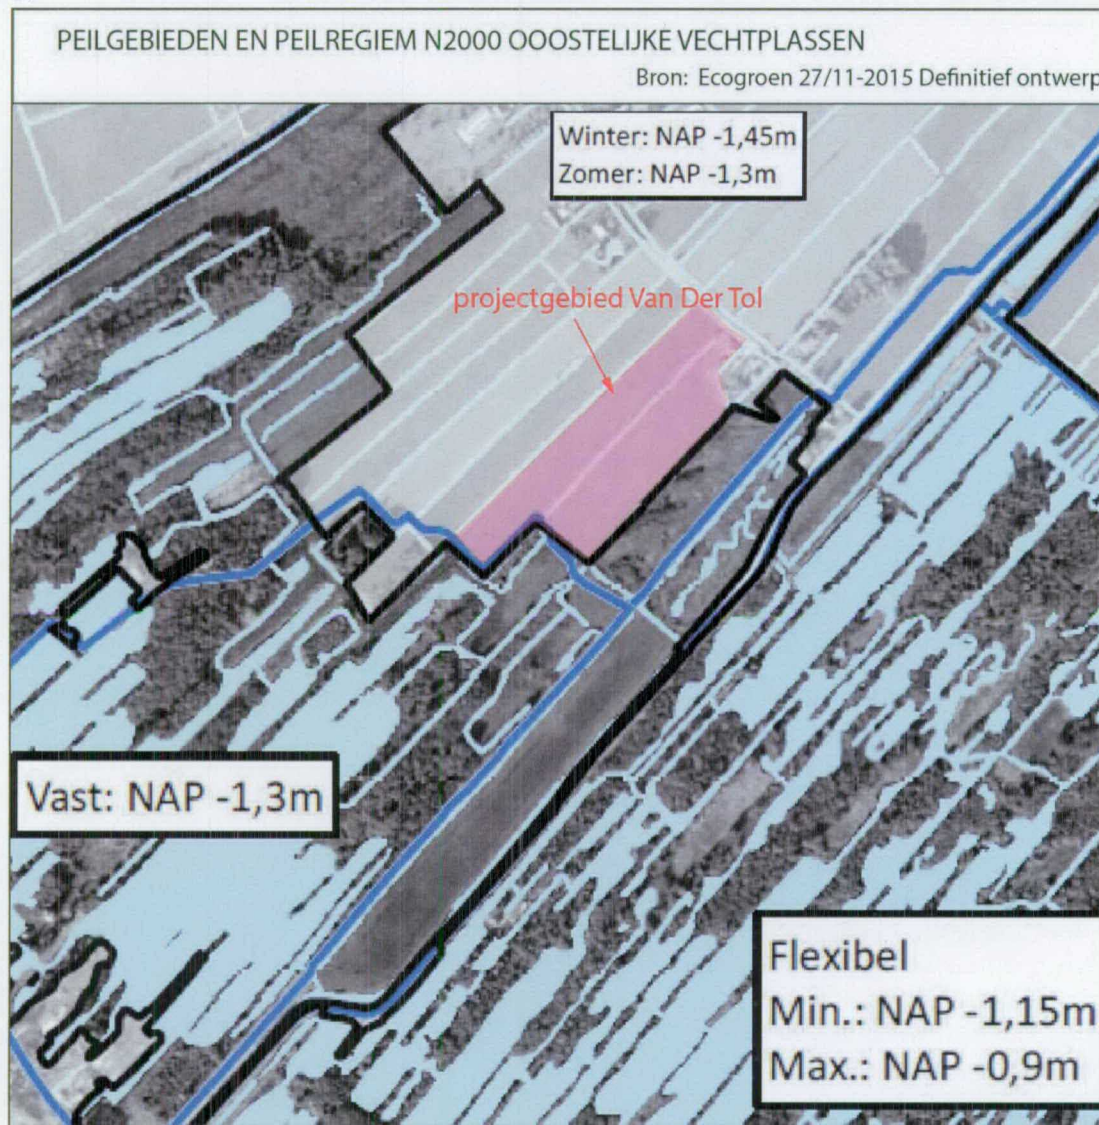 PEILGEBIEDEN EN PEILREGIEM N2000 OOOSTELIJKE VECHTPLASSEN
Bron: Ecogroen 27/11-2015 Definitief ontwerp
Winter: NAP -1,45m
Zomer: NAP -1,3m
projectgebied Van Der Tol
Vast: NAP -1,3m
Flexibel
Min.: NAP -1,15m
Max.: NAP -0,9m